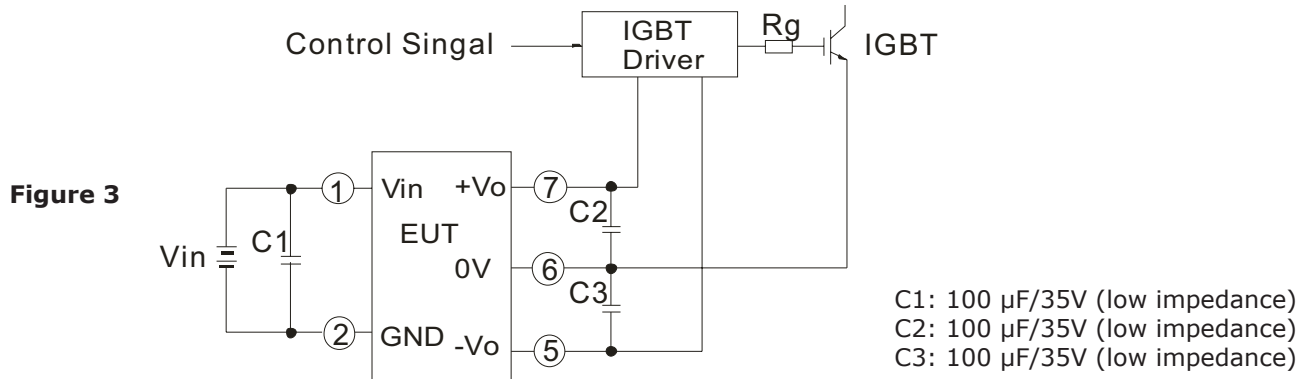 Control Singal
IGBT
Driver
Rg
IGBT
Figure 3
Vin
C1
1
Vin
+Vo
7
C2
EUT
0V
6
C3
2
GND
-Vo
5
C1: 100 µF/35V (low impedance)
C2: 100 µF/35V (low impedance)
C3: 100 µF/35V (low impedance)